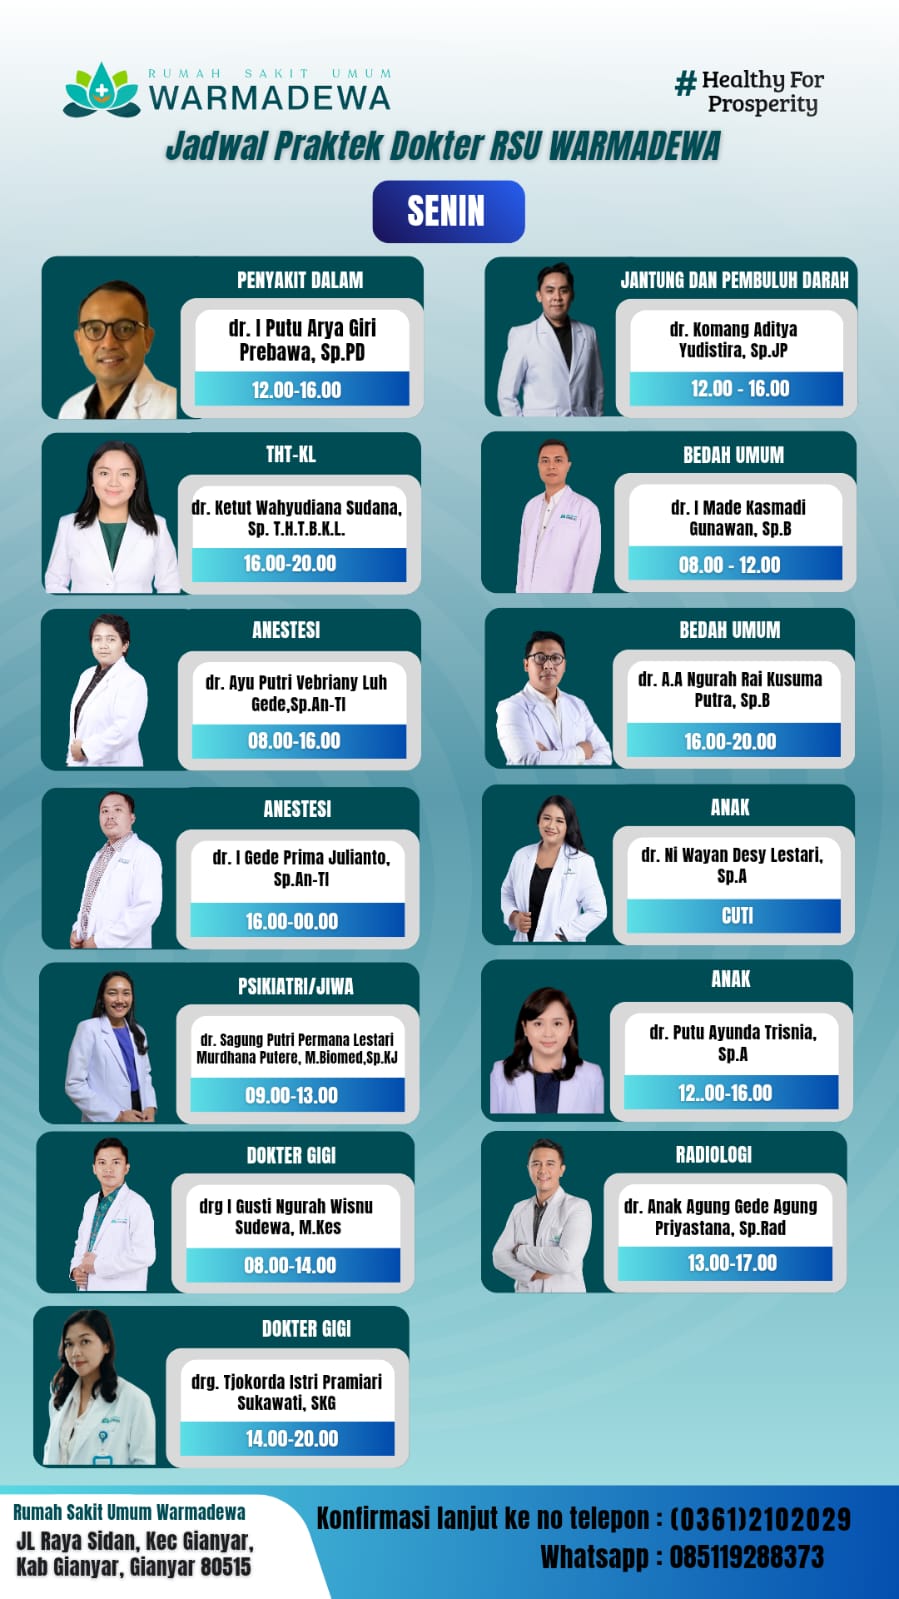 RUMAH SAKIT UMUM
WARMADEWA
# Healthy For
Prosperity
Jadwal Praktek Dokter RSU WARMADEWA
SENIN
PENYAKIT DALAM
dr. I Putu Arya Giri
Prebawa, Sp.PD
12.00-16.00
JANTUNG DAN PEMBULUH DARAH
dr. Komang Aditya
Yudistira, Sp.JP
12.00 - 16.00
THT-KL
dr. Ketut Wahyudiana Sudana,
Sp. T.H.T.B.K.L.
16.00-20.00
BEDAH UMUM
dr. I Made Kasmadi
Gunawan, Sp.B
08.00 - 12.00
ANESTESI
dr. Ayu Putri Vebriany Luh
Gede,Sp.An-TI
08.00-16.00
BEDAH UMUM
dr. A.A Ngurah Rai Kusuma
Putra, Sp.B
16.00-20.00
ANESTESI
dr. I Gede Prima Julianto,
Sp.An-TI
16.00-00.00
ANAK
dr. Ni Wayan Desy Lestari,
Sp.A
CUTI
PSIKIATRI/JIWA
dr. Sagung Putri Permana Lestari
Murdhana Putere, M.Biomed,Sp.KJ
09.00-13.00
ANAK
dr. Putu Ayunda Trisnia,
Sp.A
12..00-16.00
DOKTER GIGI
drg I Gusti Ngurah Wisnu
Sudewa, M.Kes
08.00-14.00
RADIOLOGI
dr. Anak Agung Gede Agung
Priyastana, Sp.Rad
13.00-17.00
DOKTER GIGI
drg. Tjokorda Istri Pramiari
Sukawati, SKG
14.00-20.00
Rumah Sakit Umum Warmadewa
JL Raya Sidan, Kec Gianyar,
Kab Gianyar, Gianyar 80515
Konfirmasi lanjut ke no telepon : (0361)2102029
Whatsapp : 085119288373